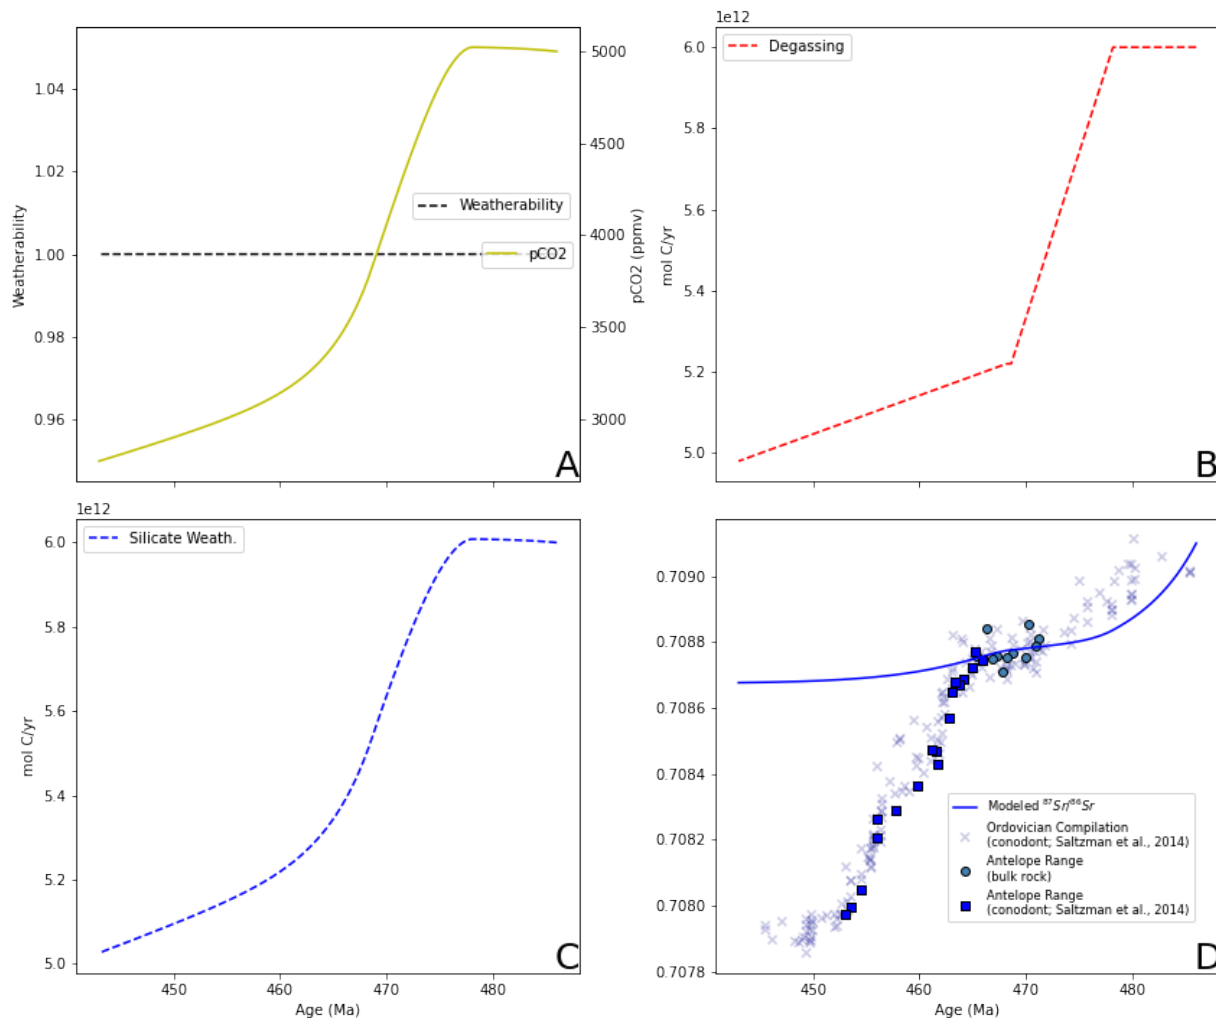 1e12
Weatherability
pCO2
1.04
1.02
1.00
0.98
0.96
Weatherability
5000
4500
4000
3500
3000
pCO2 (ppmv)
A
Degassing
6.0
5.8
5.6
5.4
5.2
5.0
mol C/yr
B
1e12
Silicate Weath.
6.0
5.8
5.6
5.4
5.2
5.0
mol C/yr
450
460
470
480
Age (Ma)
C
0.7090
0.7088
0.7086
0.7084
0.7082
0.7080
0.7078
Modeled ⁸⁷Sr/⁸⁶Sr
Ordovician Compilation
(conodont; Saltzman et al., 2014)
Antelope Range
(bulk rock)
Antelope Range
(conodont; Saltzman et al., 2014)
450
460
470
480
Age (Ma)
D